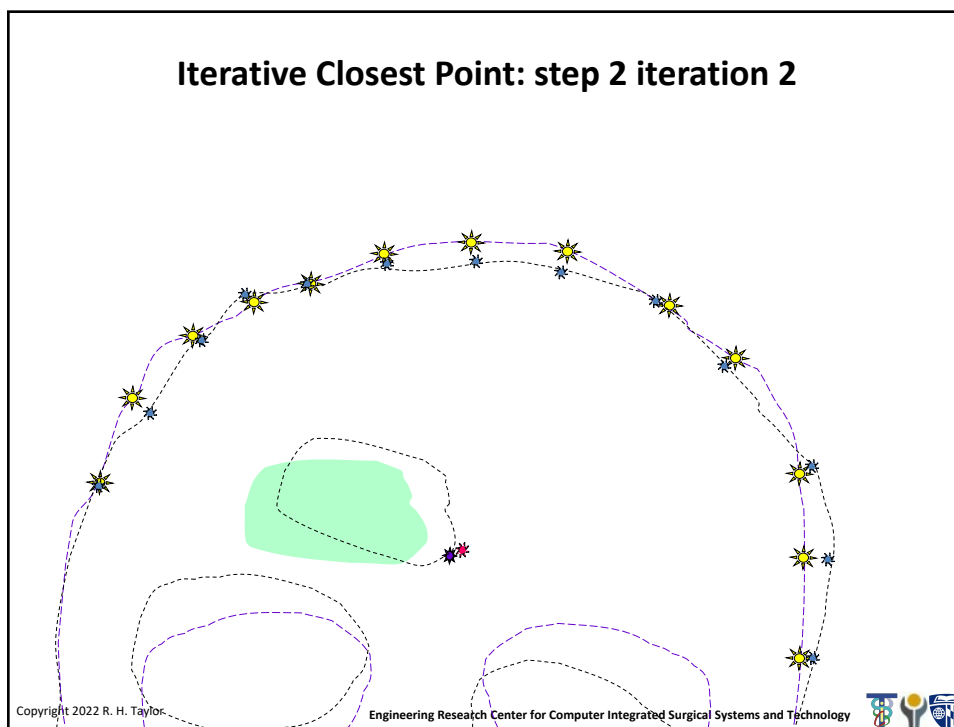 Iterative Closest Point: step 2 iteration 2
Copyright 2022 R. H. Taylor
Engineering Research Center for Computer Integrated Surgical Systems and Technology